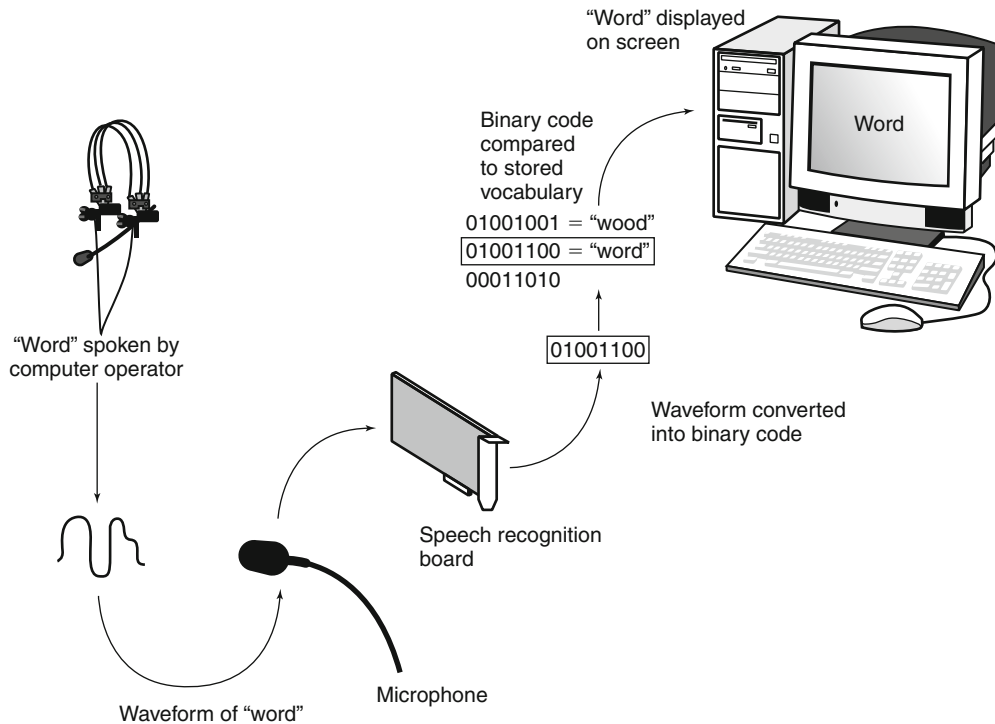 “Word” spoken by
computer operator
Waveform of “word”
Microphone
Speech recognition
board
Waveform converted
into binary code
01001100
Binary code
compared
to stored
vocabulary
01001001 = “wood”
01001100 = “word”
00011010
“Word” displayed
on screen
Word